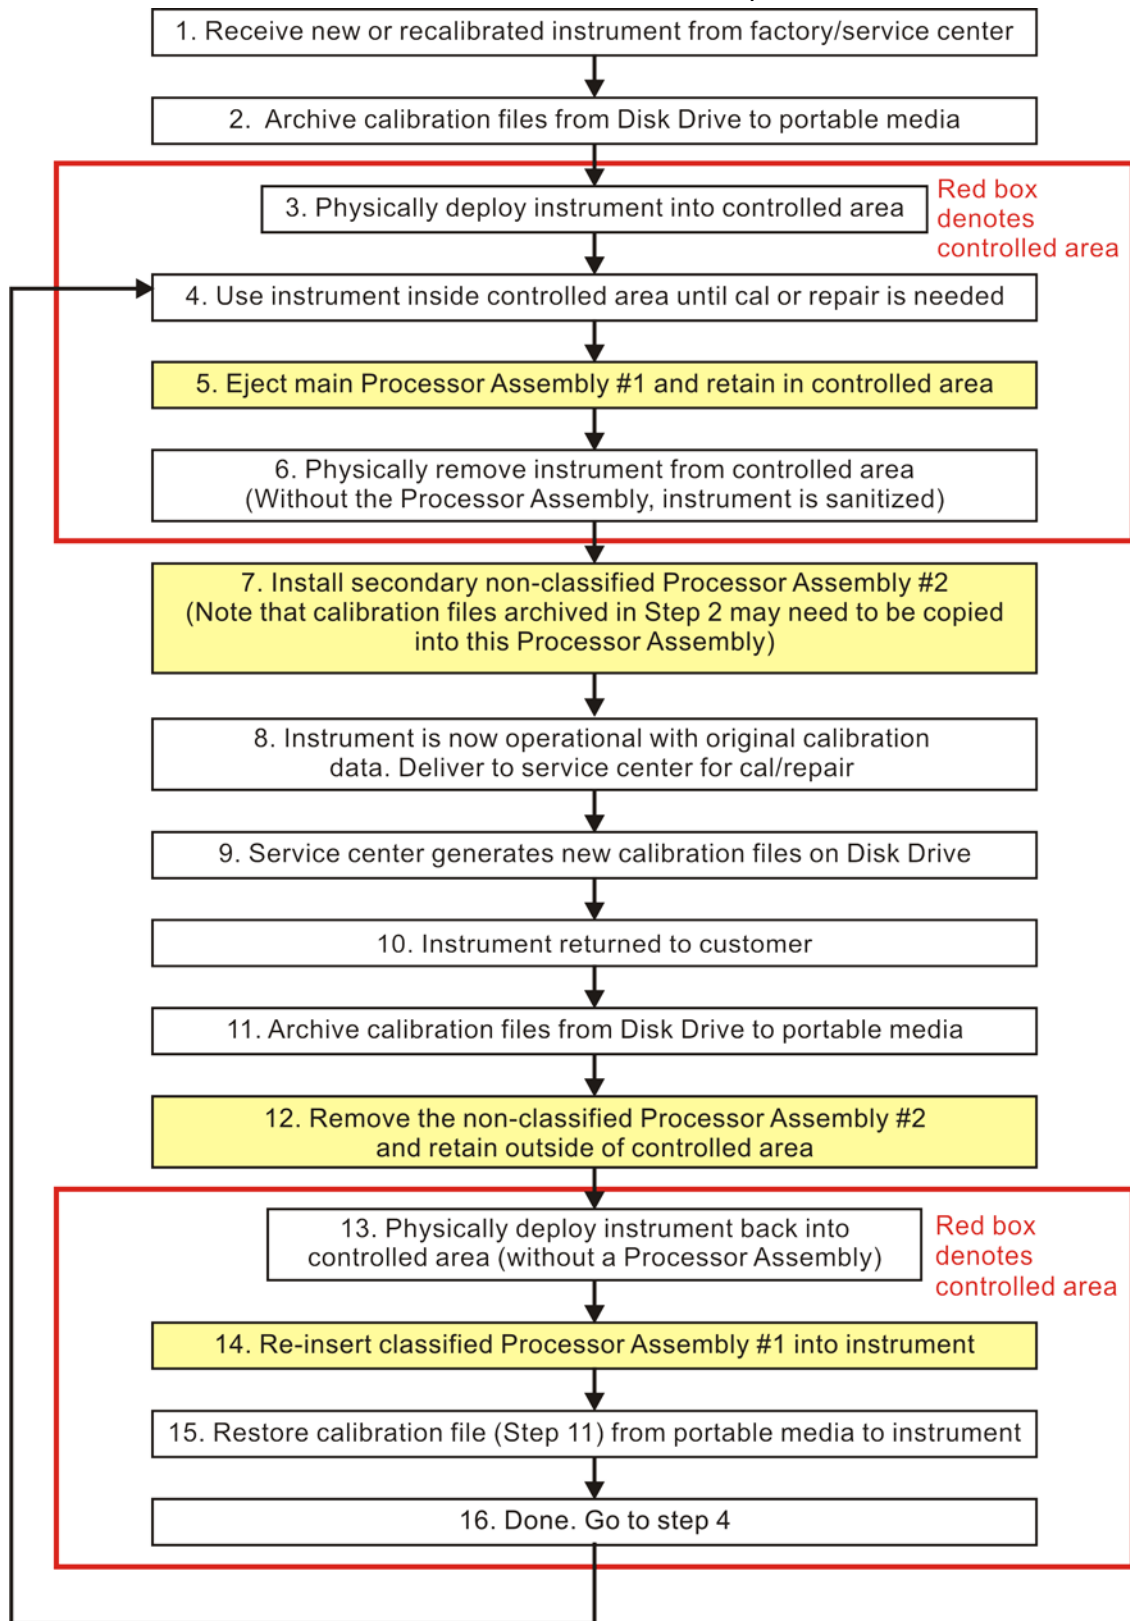 1. Receive new or recalibrated instrument from factory/service center
2. Archive calibration files from Disk Drive to portable media
3. Physically deploy instrument into controlled area
Red box
denotes
controlled area
4. Use instrument inside controlled area until cal or repair is needed
5. Eject main Processor Assembly #1 and retain in controlled area
6. Physically remove instrument from controlled area
(Without the Processor Assembly, instrument is sanitized)
7. Install secondary non-classified Processor Assembly #2
(Note that calibration files archived in Step 2 may need to be copied
into this Processor Assembly)
8. Instrument is now operational with original calibration
data. Deliver to service center for cal/repair
9. Service center generates new calibration files on Disk Drive
10. Instrument returned to customer
11. Archive calibration files from Disk Drive to portable media
12. Remove the non-classified Processor Assembly #2
and retain outside of controlled area
13. Physically deploy instrument back into
controlled area (without a Processor Assembly)
Red box
denotes
controlled area
14. Re-insert classified Processor Assembly #1 into instrument
15. Restore calibration file (Step 11) from portable media to instrument
16. Done. Go to step 4